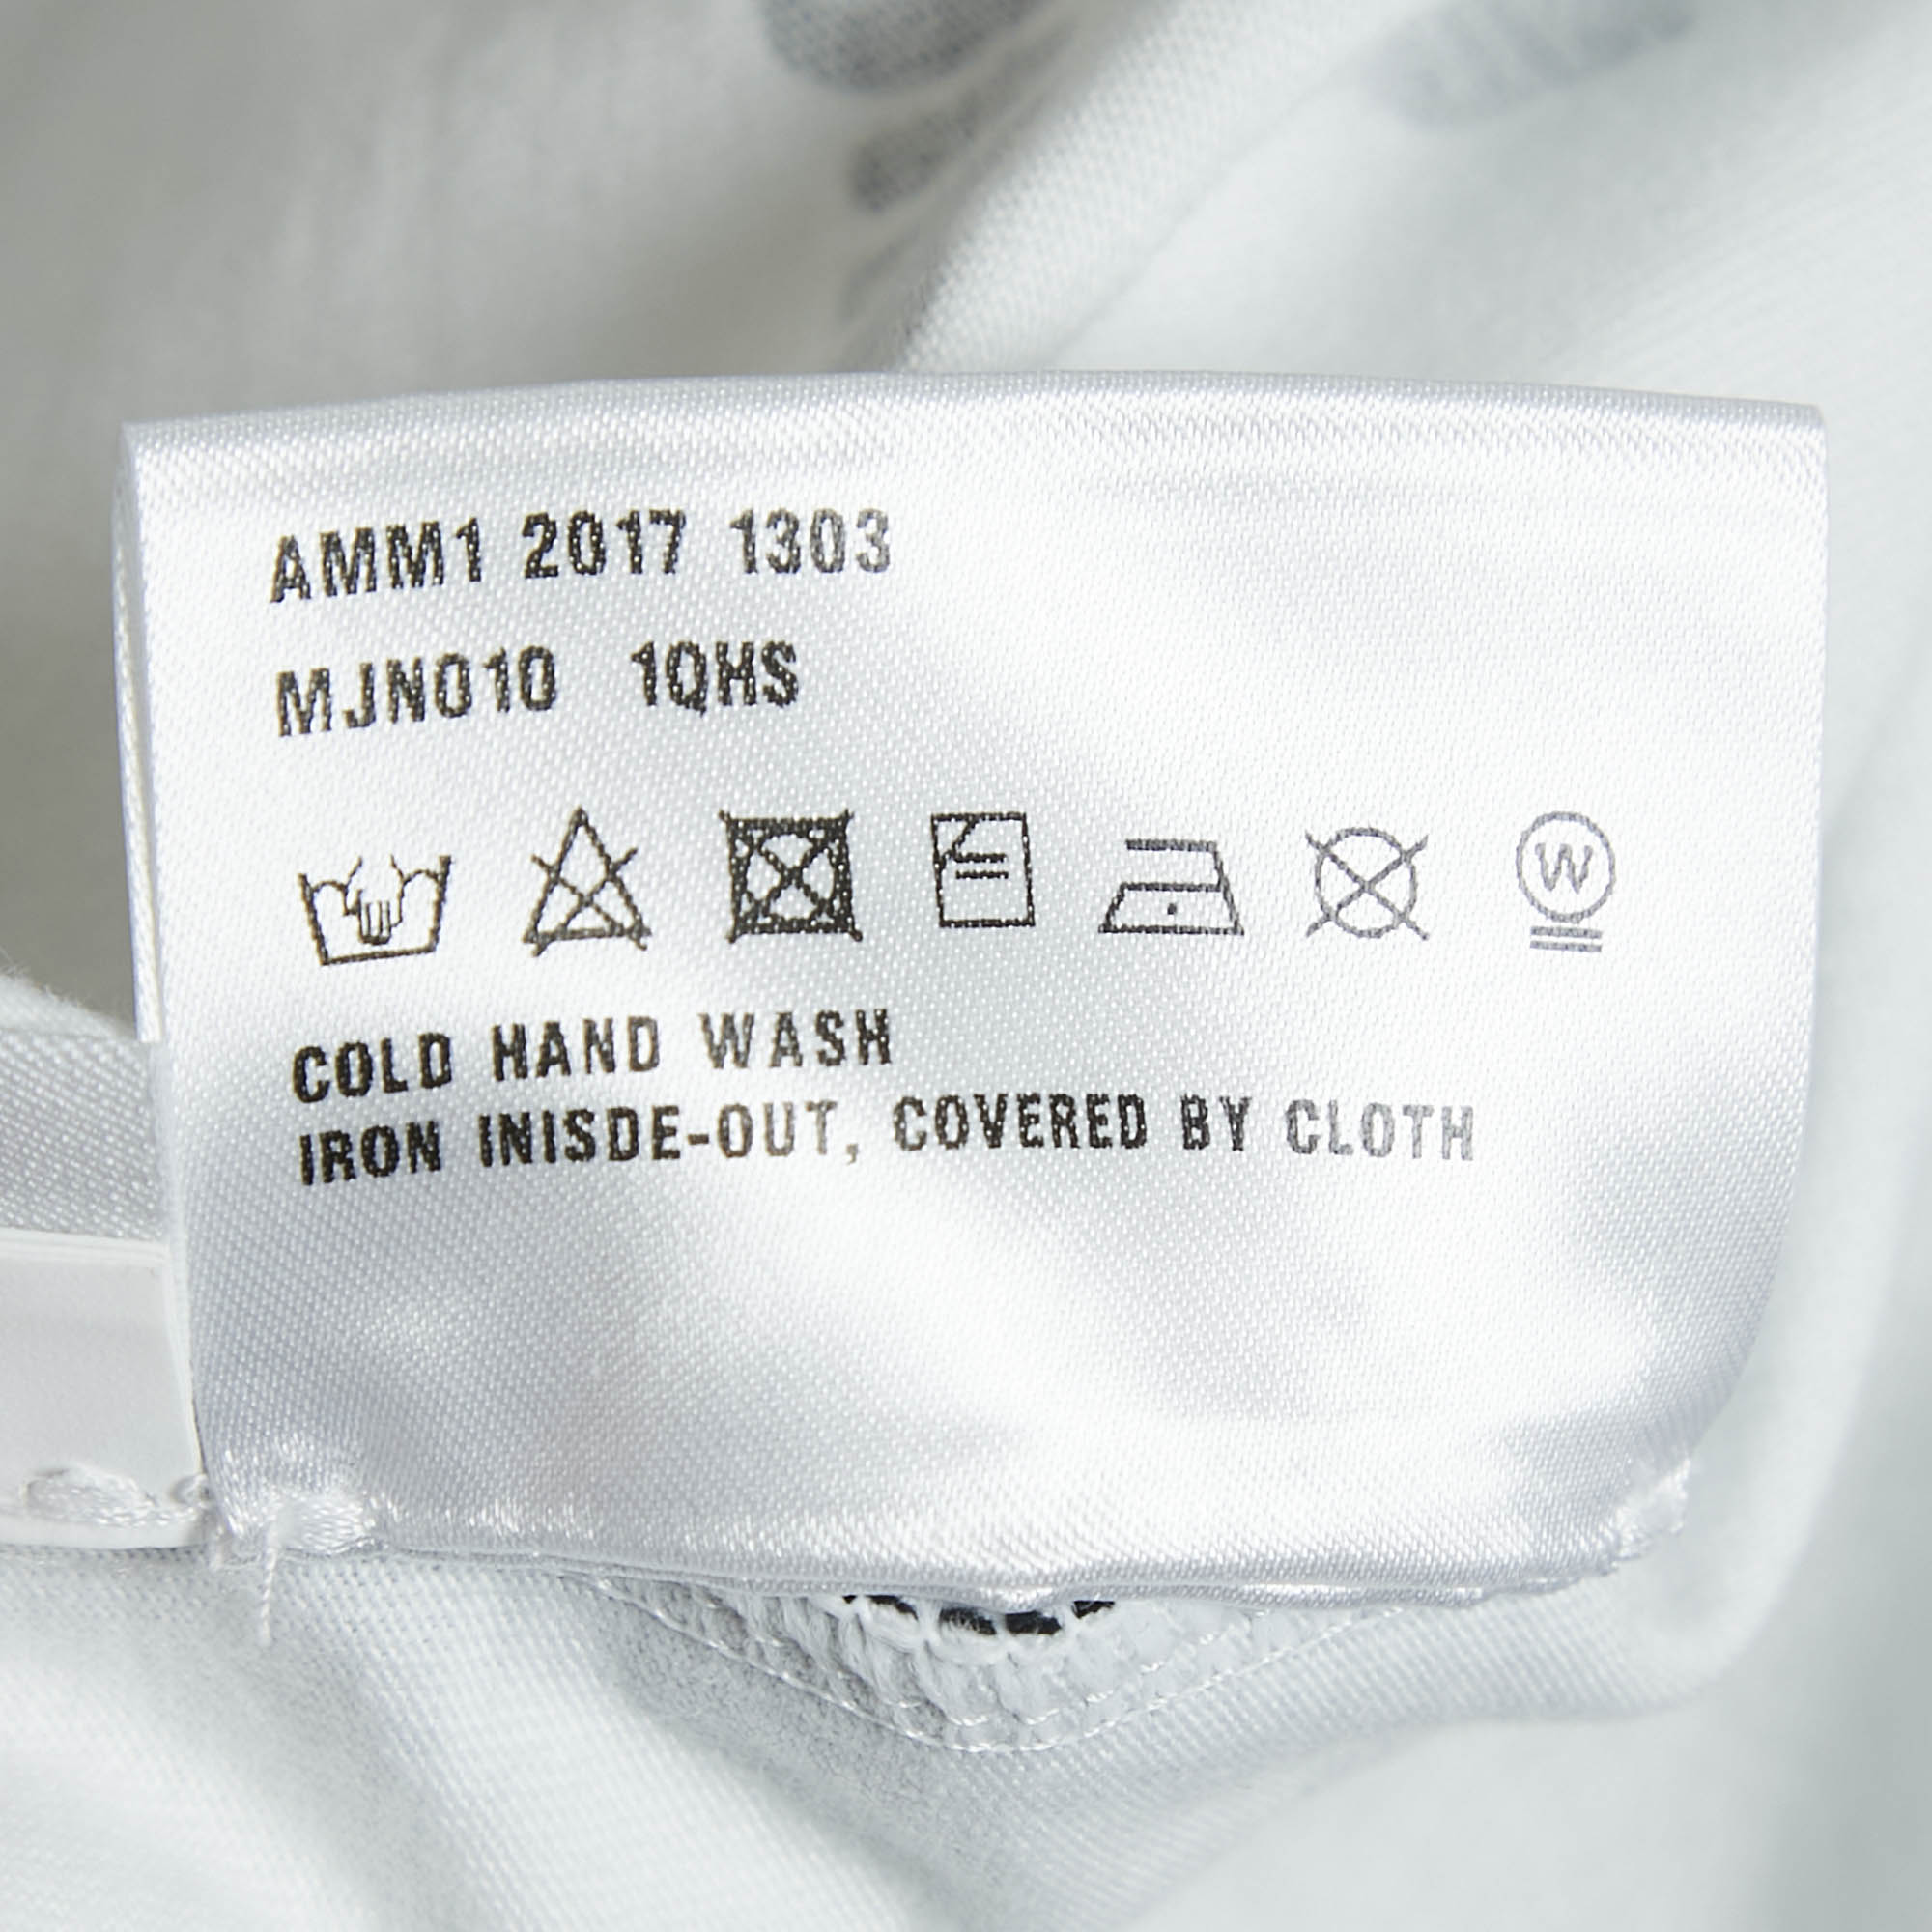 AMM1 2017 1303
MJN010 1QHS
W
COLD HAND WASH
IRON INISDE-OUT, COVERED BY CLOTH